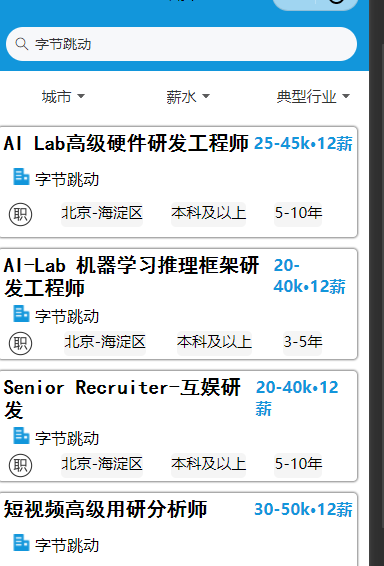 字节跳动
城市 薪水 典型行业
AI Lab高级硬件研发工程师 25-45k•12薪
字节跳动
职 北京-海淀区 本科及以上 5-10年
AI-Lab 机器学习推理框架研 20-
发工程师 40k•12薪
字节跳动
职 北京-海淀区 本科及以上 3-5年
Senior Recruiter-互娱研 20-40k•12
发 薪
字节跳动
职 北京-海淀区 本科及以上 5-10年
短视频高级用研分析师 30-50k•12薪
字节跳动